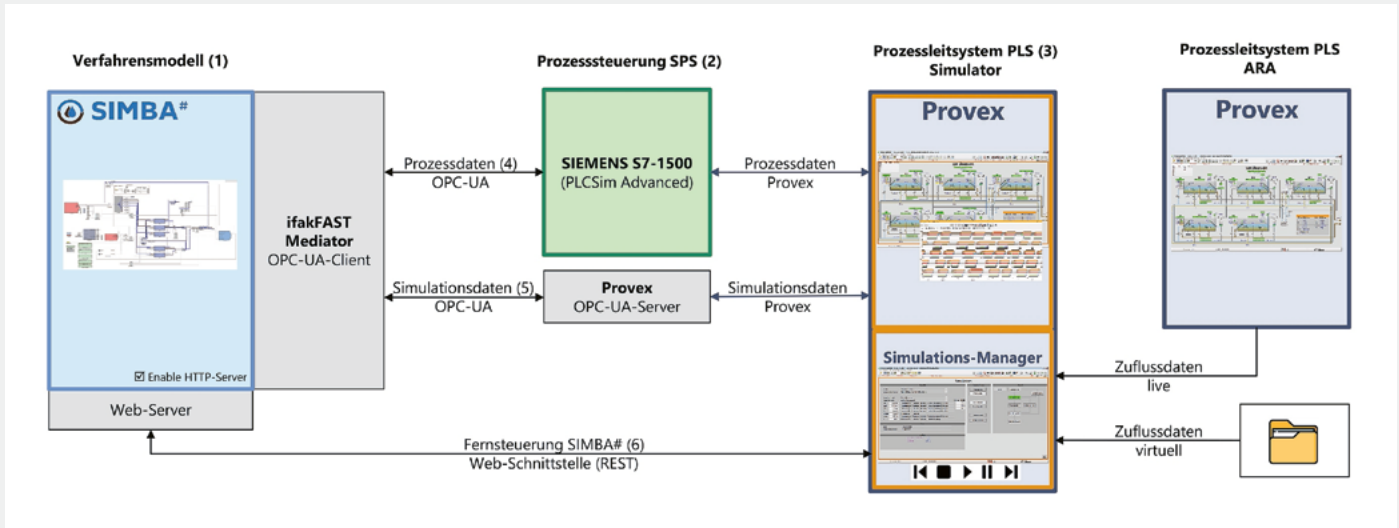 Verfahrensmodell (1)
SIMBA#
Enable HTTP-Server
Web-Server
ifakFAST
Mediator
OPC-UA-Client
Prozessdaten (4)
OPC-UA
Simulationsdaten (5)
OPC-UA
Prozesssteuerung SPS (2)
SIEMENS S7-1500
(PLCSim Advanced)
Provex
OPC-UA-Server
Prozessdaten
Provex
Simulationsdaten
Provex
Prozessleitsystem PLS (3)
Simulator
Provex
Simulations-Manager
Prozessleitsystem PLS
ARA
Provex
Zuflussdaten
live
Zuflussdaten
virtuell
Fernsteuerung SIMBA# (6)
Web-Schnittstelle (REST)